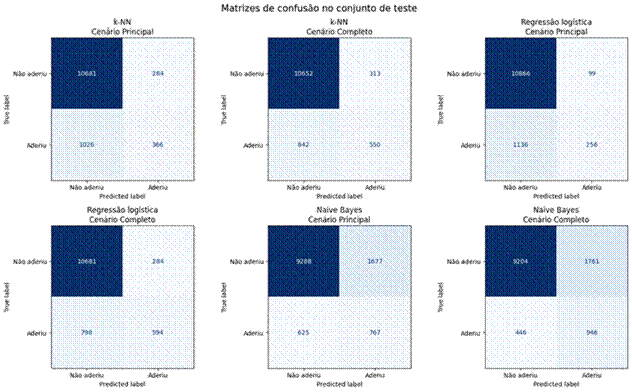 Matrizes de confusão no conjunto de teste
k-NN
Cenário Principal
Não aderiu
10681
284
True label
Aderiu
1026
366
Não aderiu
Aderiu
Predicted label
k-NN
Cenário Completo
Não aderiu
10652
313
True label
Aderiu
842
550
Não aderiu
Aderiu
Predicted label
Regressão logística
Cenário Principal
Não aderiu
10866
99
True label
Aderiu
1136
256
Não aderiu
Aderiu
Predicted label
Regressão logística
Cenário Completo
Não aderiu
10681
284
True label
Aderiu
798
594
Não aderiu
Aderiu
Predicted label
Naive Bayes
Cenário Principal
Não aderiu
9288
1677
True label
Aderiu
625
767
Não aderiu
Aderiu
Predicted label
Naive Bayes
Cenário Completo
Não aderiu
9204
1761
True label
Aderiu
446
946
Não aderiu
Aderiu
Predicted label